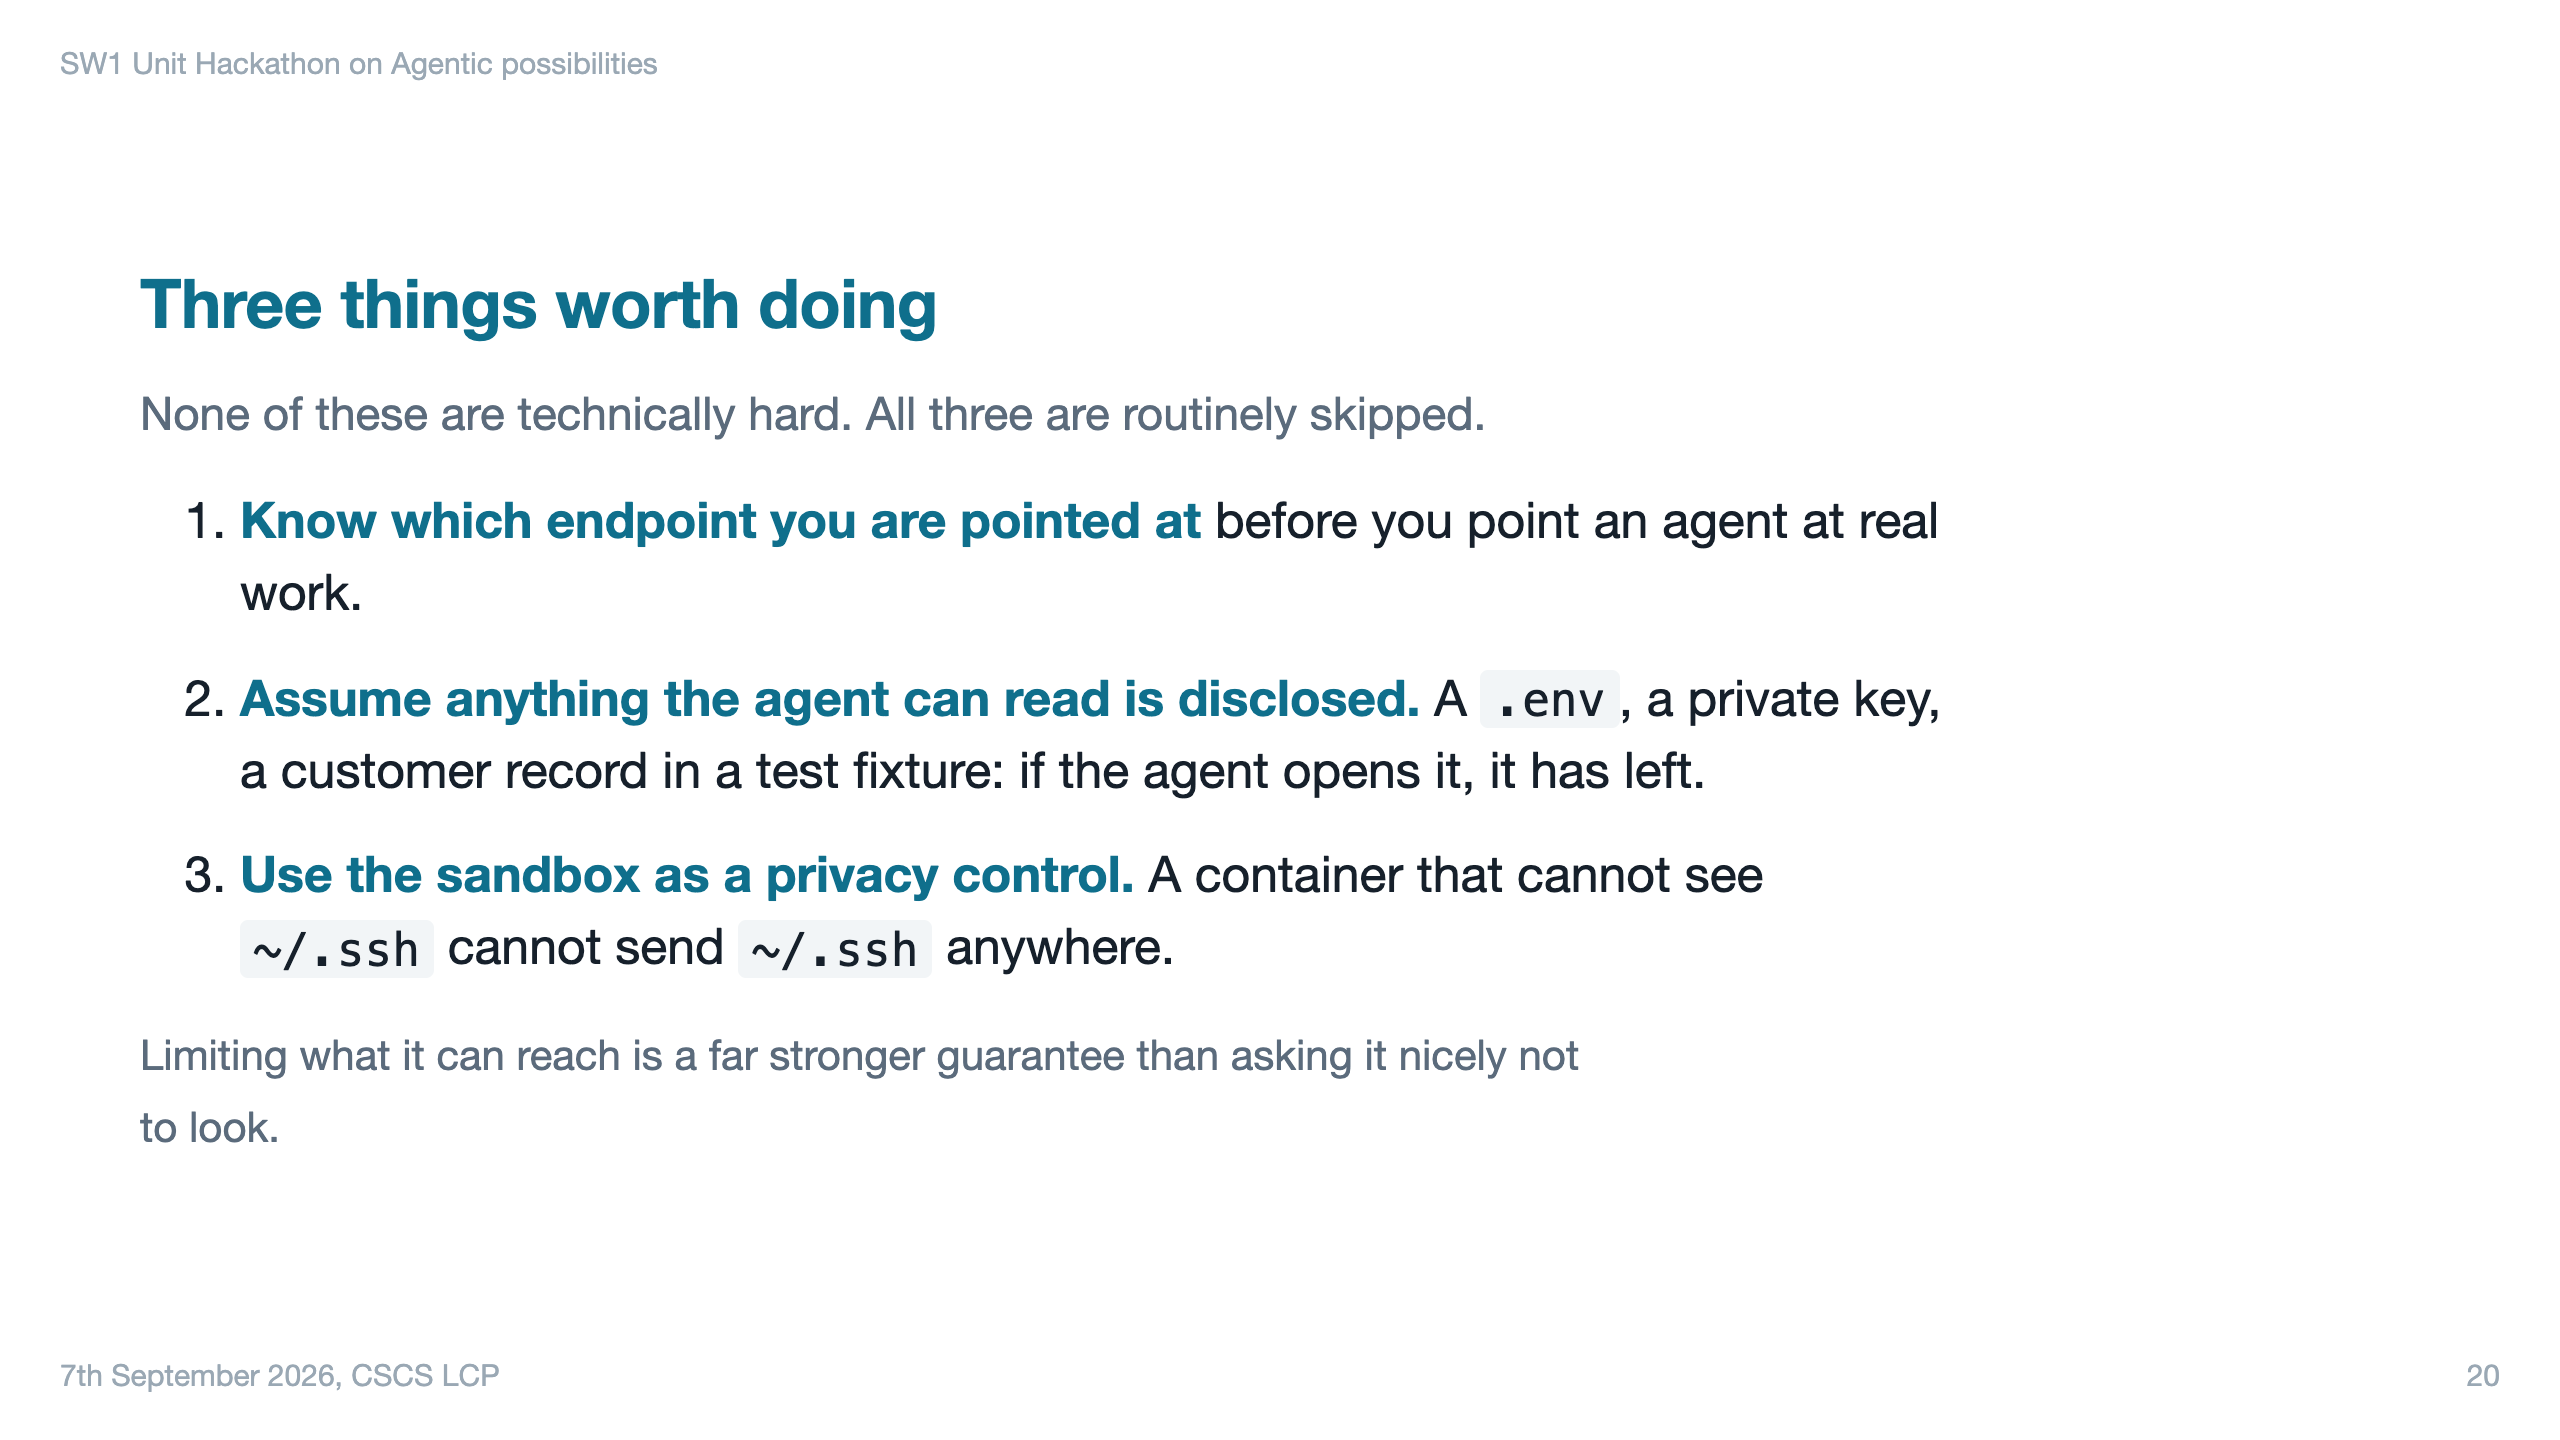 SW1 Unit Hackathon on Agentic possibilities
Three things worth doing
None of these are technically hard. All three are routinely skipped.
1. Know which endpoint you are pointed at before you point an agent at real
work.
2. Assume anything the agent can read is disclosed. A .env, a private key,
a customer record in a test fixture: if the agent opens it, it has left.
3. Use the sandbox as a privacy control. A container that cannot see
~/.ssh cannot send ~/.ssh anywhere.
Limiting what it can reach is a far stronger guarantee than asking it nicely not
to look.
7th September 2026, CSCS LCP
20